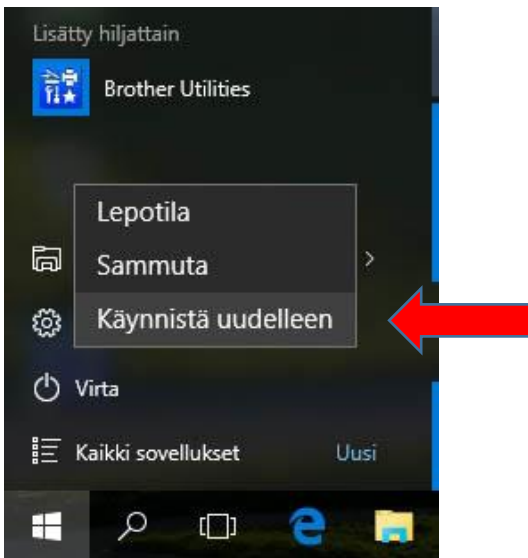 Lisätty hiljattain
Brother Utilities
Lepotila
Sammuta
Käynnistä uudelleen
Virta
Kaikki sovellukset Uusi